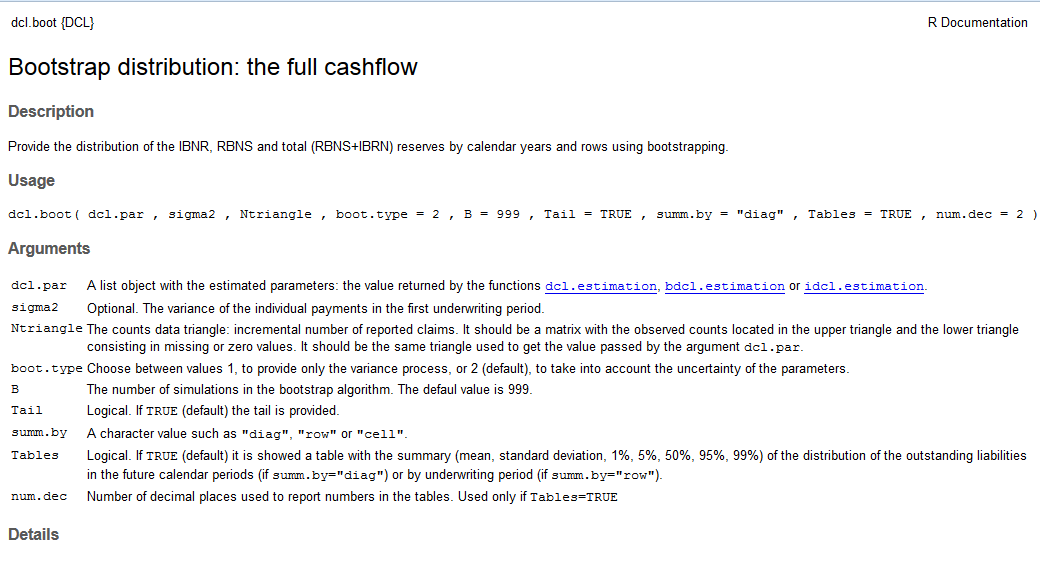 dcl.boot {DCL} R Documentation
Bootstrap distribution: the full cashflow
Description
Provide the distribution of the IBNR, RBNS and total (RBNS+IBRN) reserves by calendar years and rows using bootstrapping.
Usage
dcl.boot( dcl.par , sigma2 , Ntriangle , boot.type = 2 , B = 999 , Tail = TRUE , summ.by = "diag" , Tables = TRUE , num.dec = 2 )
Arguments
dcl.par A list object with the estimated parameters: the value returned by the functions dcl.estimation, bdcl.estimation or idcl.estimation.
sigma2 Optional. The variance of the individual payments in the first underwriting period.
Ntriangle The counts data triangle: incremental number of reported claims. It should be a matrix with the observed counts located in the upper triangle and the lower triangle
consisting in missing or zero values. It should be the same triangle used to get the value passed by the argument dcl.par.
boot.type Choose between values 1, to provide only the variance process, or 2 (default), to take into account the uncertainty of the parameters.
B The number of simulations in the bootstrap algorithm. The defaul value is 999.
Tail Logical. If TRUE (default) the tail is provided.
summ.by A character value such as "diag", "row" or "cell".
Tables Logical. If TRUE (default) it is showed a table with the summary (mean, standard deviation, 1%, 5%, 50%, 95%, 99%) of the distribution of the outstanding liabilities
in the future calendar periods (if summ.by="diag") or by underwriting period (if summ.by="row").
num.dec Number of decimal places used to report numbers in the tables. Used only if Tables=TRUE
Details